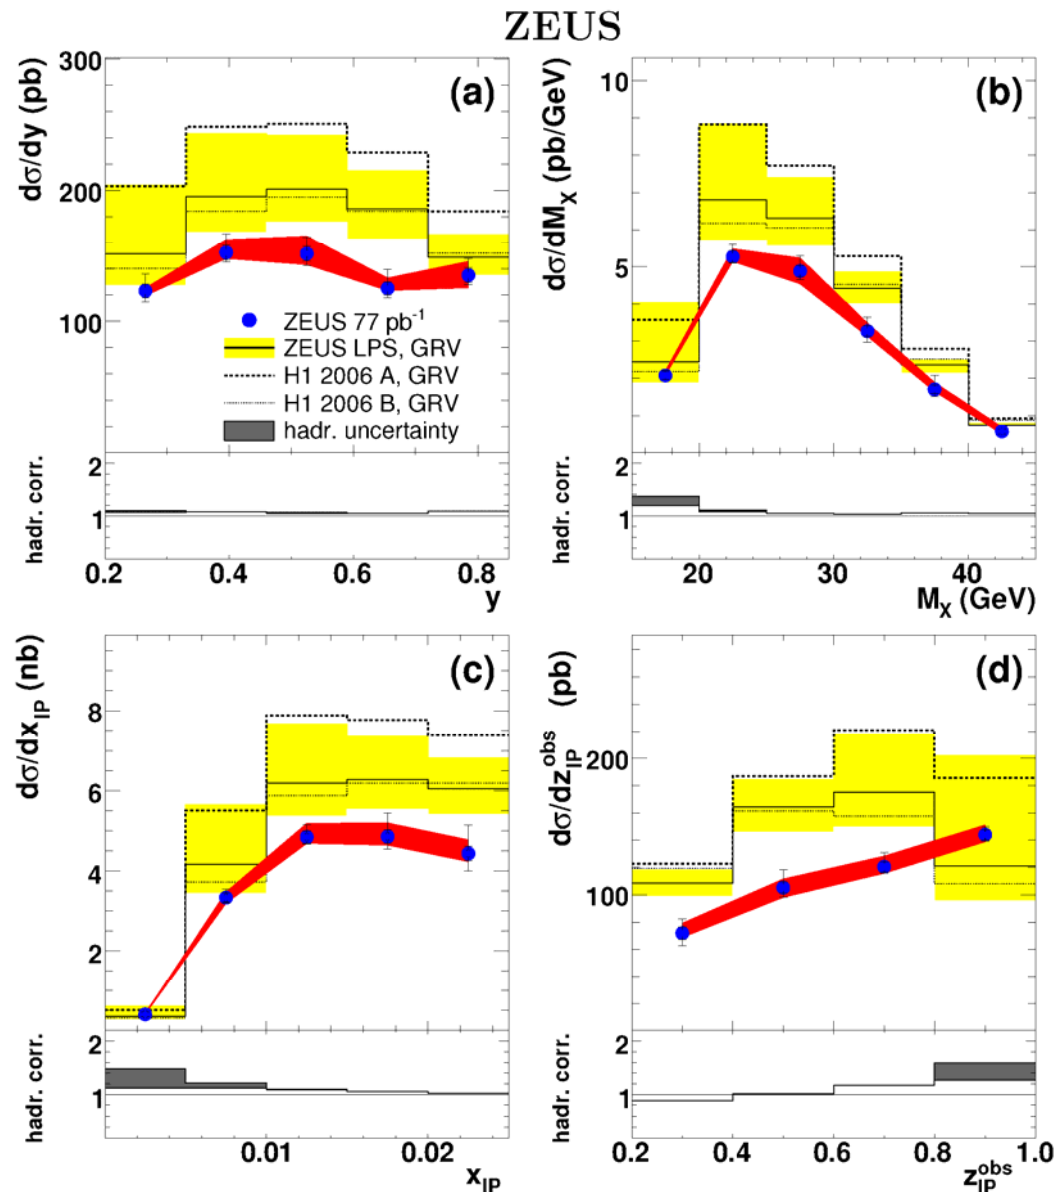 ZEUS
dσ/dy (pb)
300
200
100
(a)
ZEUS 77 pb⁻¹
ZEUS LPS, GRV
H1 2006 A, GRV
H1 2006 B, GRV
hadr. uncertainty
hadr. corr.
2
1
0.2 0.4 0.6 0.8
y
dσ/dM_X (pb/GeV)
10
5
(b)
hadr. corr.
2
1
20 30 40
M_X (GeV)
dσ/dx_IP (nb)
8
6
4
2
(c)
hadr. corr.
2
1
0.01 0.02
x_IP
dσ/dz_IP^obs (pb)
200
100
(d)
hadr. corr.
2
1
0.2 0.4 0.6 0.8 1.0
z_IP^obs